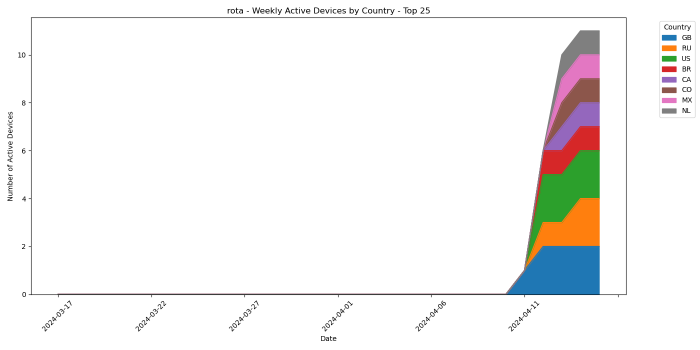 rota - Weekly Active Devices by Country - Top 25
Number of Active Devices
10
8
6
4
2
0
2024-03-17
2024-03-22
2024-03-27
2024-04-01
2024-04-06
2024-04-11
Date
Country
GB
RU
US
BR
CA
CO
MX
NL